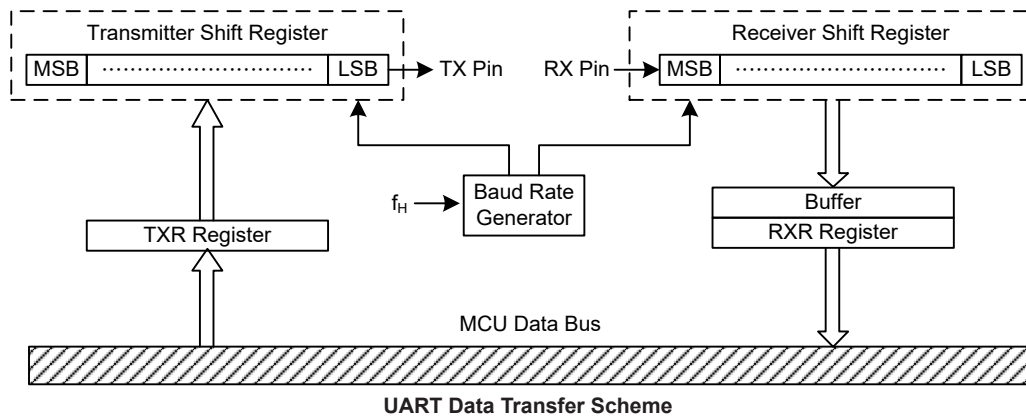 Transmitter Shift Register
Receiver Shift Register
MSB ................................ LSB
TX Pin
RX Pin
MSB ................................ LSB
fH
Baud Rate
Generator
Buffer
TXR Register
RXR Register
MCU Data Bus
UART Data Transfer Scheme